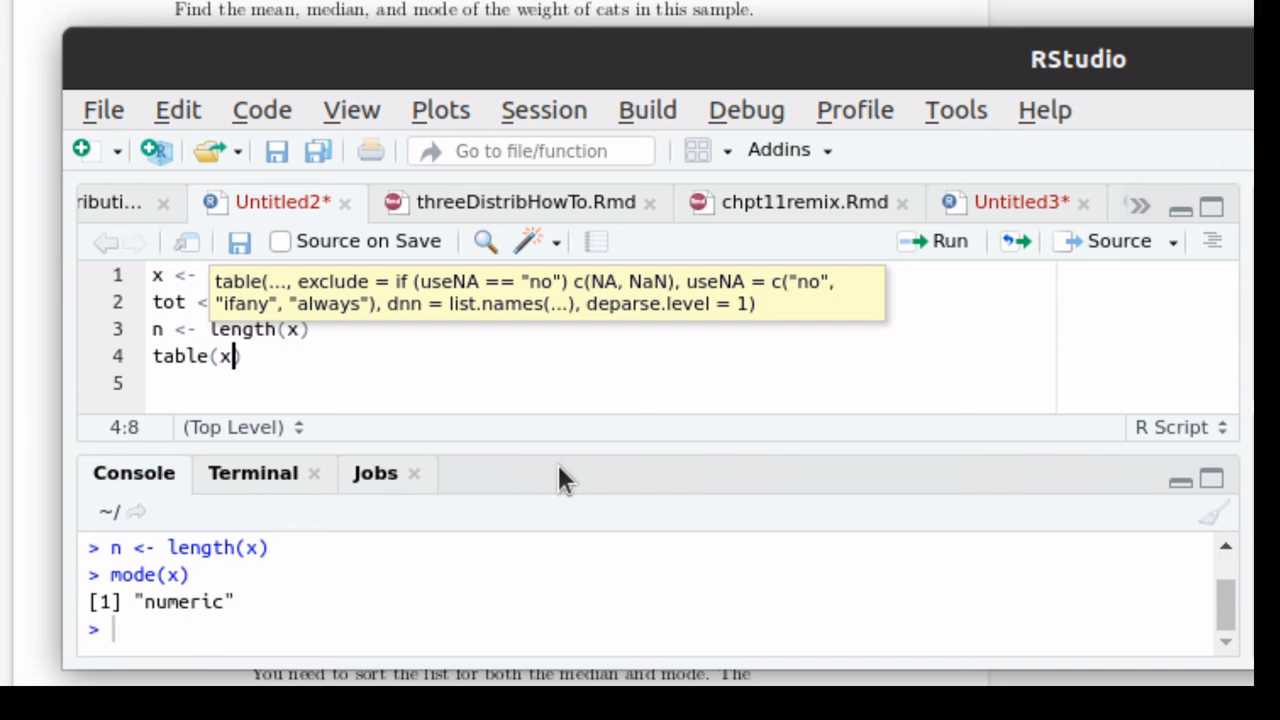 Find the mean, median, and mode of the weight of cats in this sample.
RStudio
File Edit Code View Plots Session Build Debug Profile Tools Help
Go to file/function Addins
ributi... Untitled2* threeDistribHowTo.Rmd chpt11remix.Rmd Untitled3*
Source on Save Run Source
1 x <-
table(..., exclude = if (useNA == "no") c(NA, NaN), useNA = c("no",
2 tot <
"ifany", "always"), dnn = list.names(...), deparse.level = 1)
3 n <- length(x)
4 table(x)
5
4:8 (Top Level) R Script
Console Terminal Jobs
~/
> n <- length(x)
> mode(x)
[1] "numeric"
>
You need to sort the list for both the median and mode. The